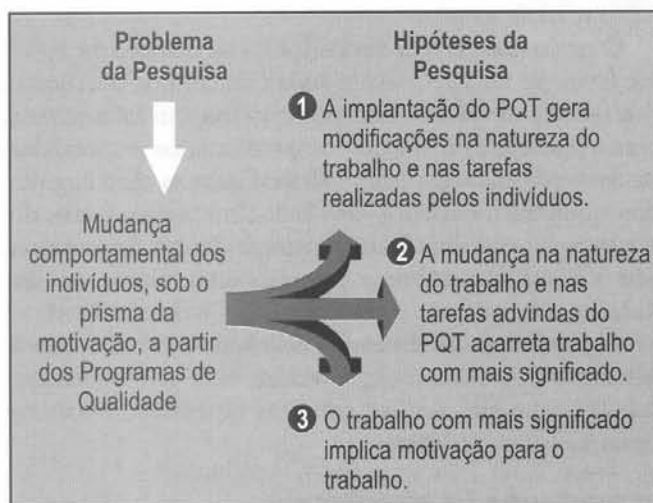 Problema
da Pesquisa
Mudança
comportamental dos
indivíduos, sob o
prisma da
motivação, a partir
dos Programas de
Qualidade
Hipóteses da
Pesquisa
1 A implantação do PQT gera
modificações na natureza do
trabalho e nas tarefas
realizadas pelos indivíduos.
2 A mudança na natureza
do trabalho e nas
tarefas advindas do
PQT acarreta trabalho
com mais significado.
3 O trabalho com mais significado
implica motivação para o
trabalho.